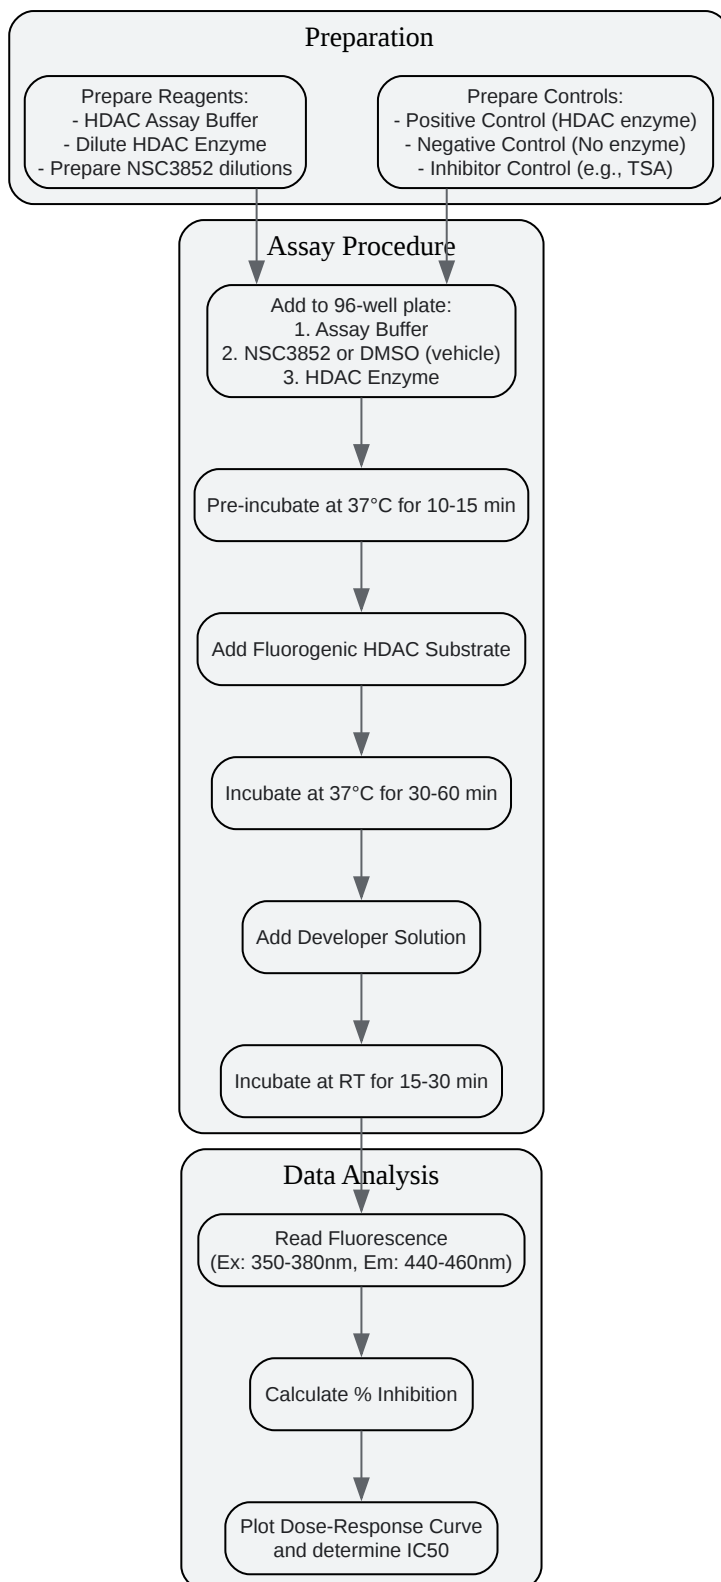 Preparation
Prepare Reagents:
- HDAC Assay Buffer
- Dilute HDAC Enzyme
- Prepare NSC3852 dilutions
Prepare Controls:
- Positive Control (HDAC enzyme)
- Negative Control (No enzyme)
- Inhibitor Control (e.g., TSA)
Assay Procedure
Add to 96-well plate:
1. Assay Buffer
2. NSC3852 or DMSO (vehicle)
3. HDAC Enzyme
Pre-incubate at 37°C for 10-15 min
Add Fluorogenic HDAC Substrate
Incubate at 37°C for 30-60 min
Add Developer Solution
Incubate at RT for 15-30 min
Data Analysis
Read Fluorescence
(Ex: 350-380nm, Em: 440-460nm)
Calculate % Inhibition
Plot Dose-Response Curve
and determine IC50